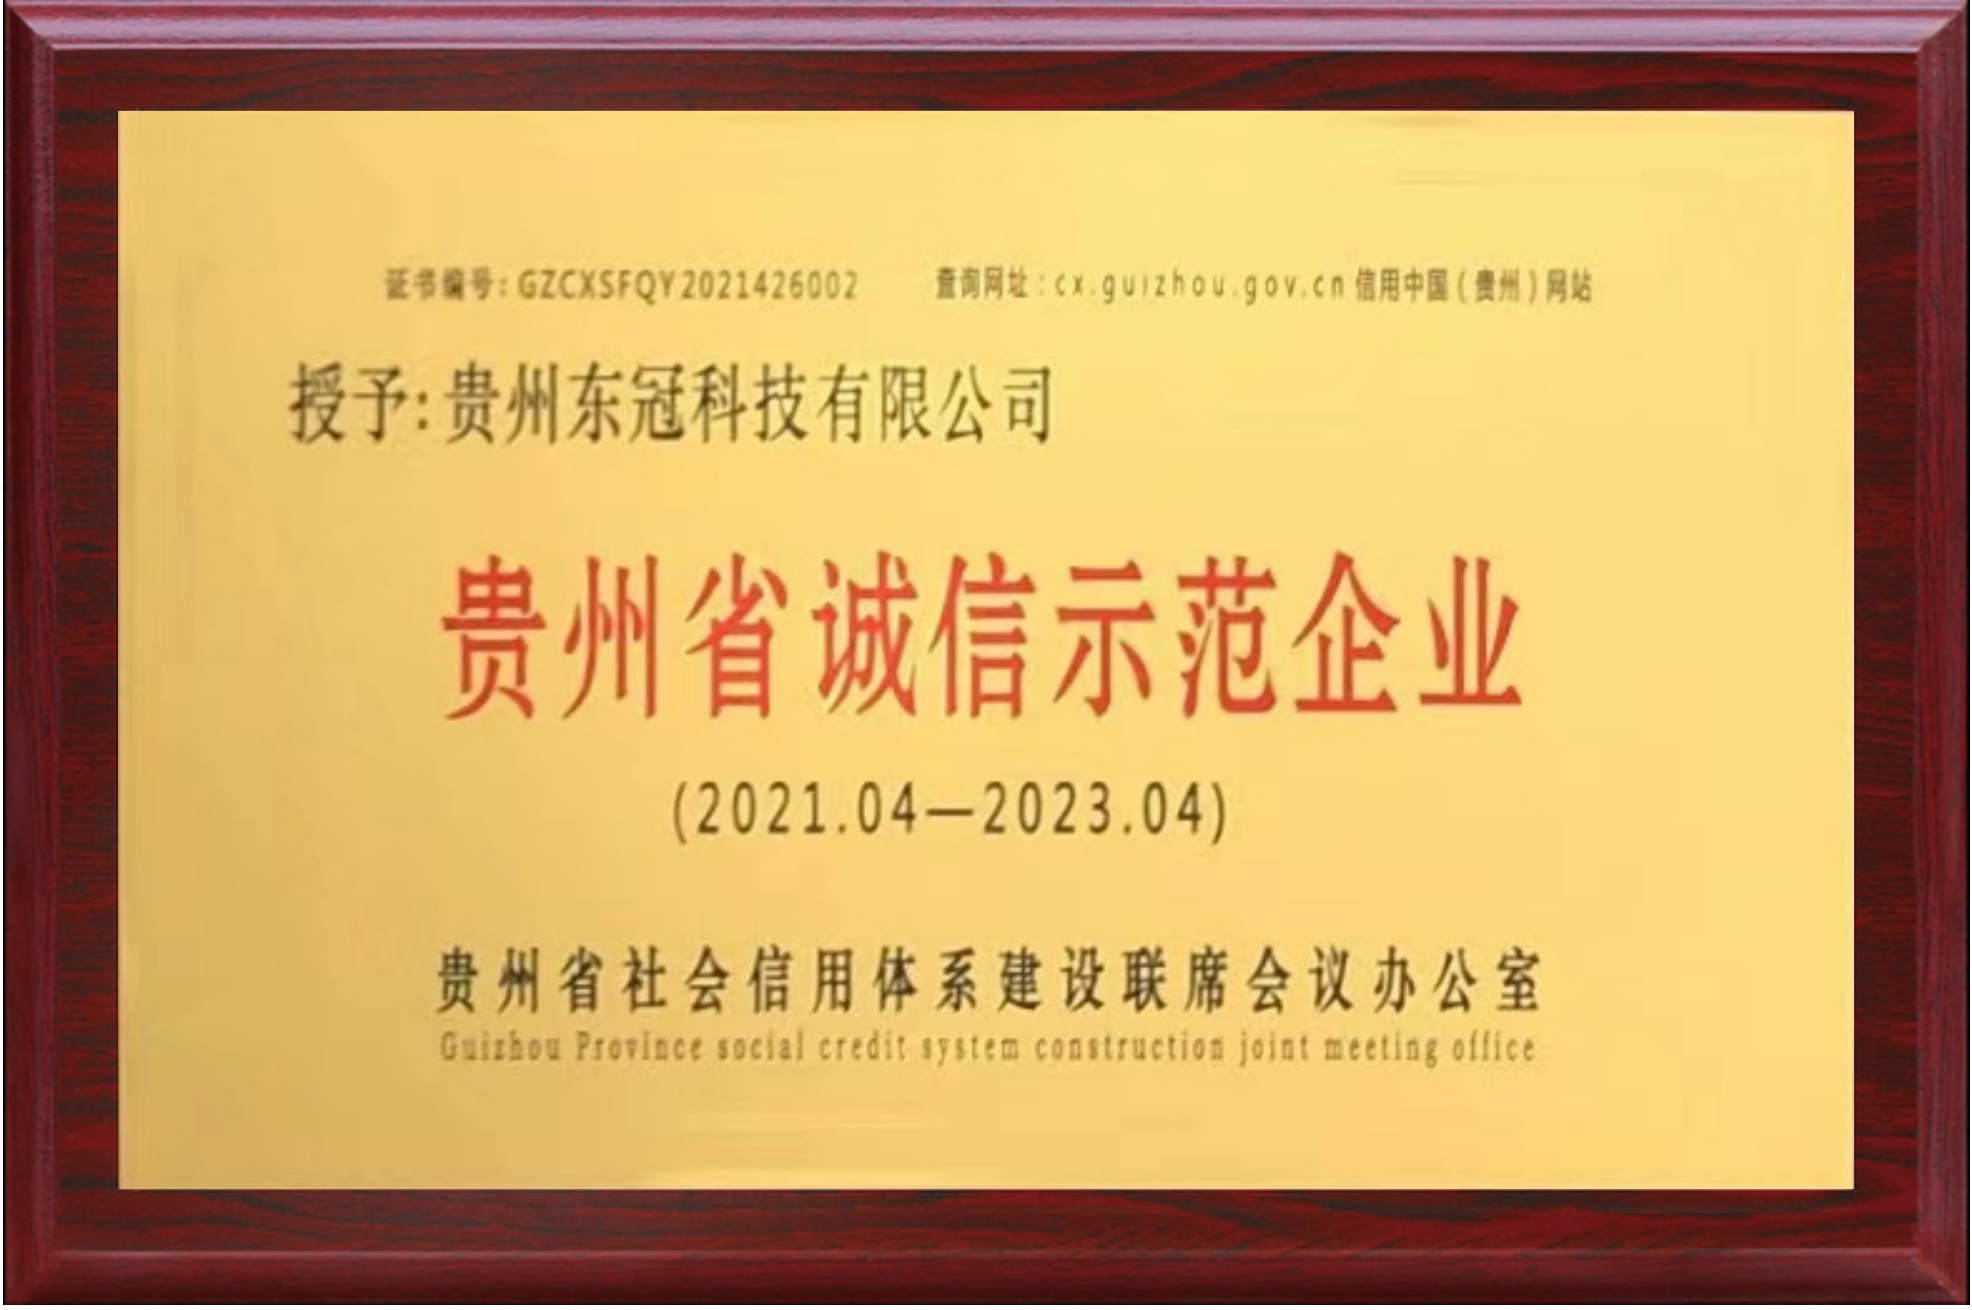 证书编号：GZCXSFQY2021426002 查询网址：cx.guizhou.gov.cn 信用中国（贵州）网站
授予：贵州东冠科技有限公司
贵州省诚信示范企业
(2021.04—2023.04)
贵州省社会信用体系建设联席会议办公室
Guizhou Province social credit system construction joint meeting office